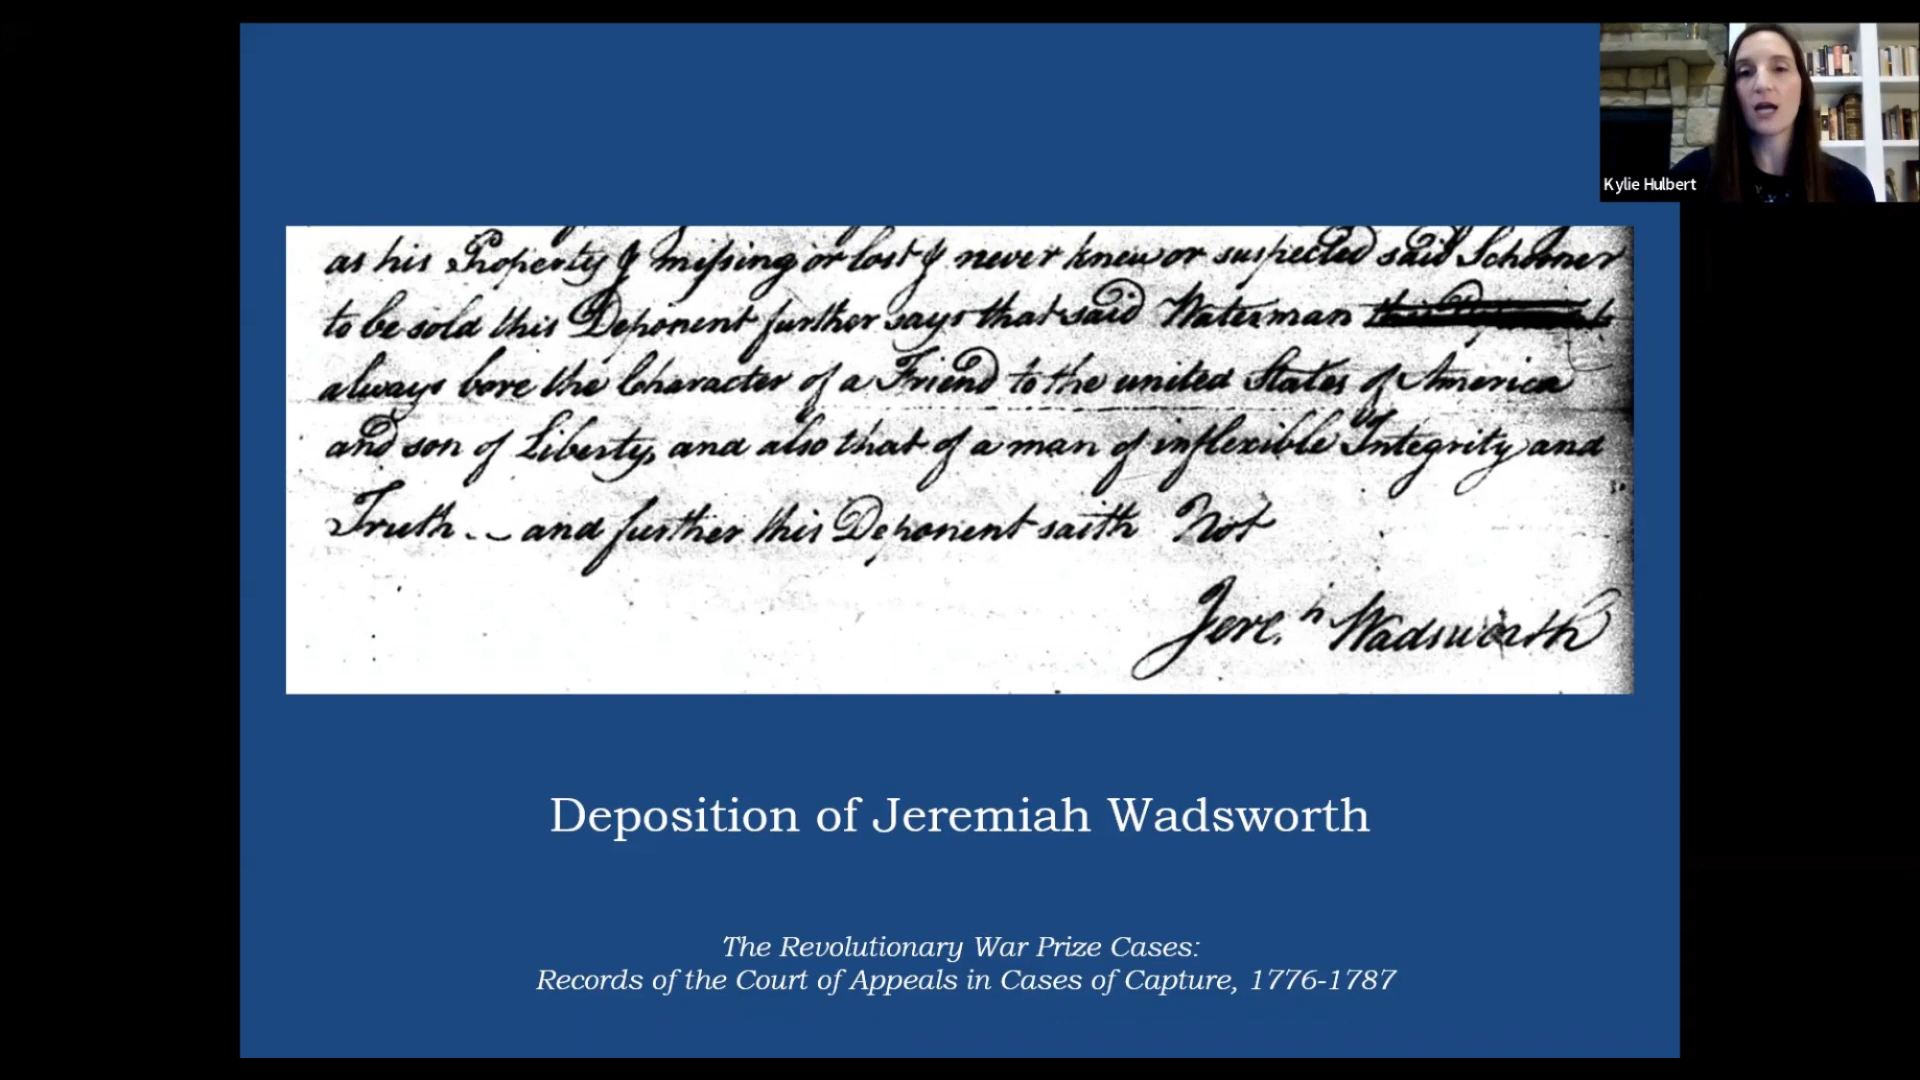 Kylie Hulbert
as his Property & missing or lost & never knew or suspected said Schooner
to be sold this Deponent further says that said Waterman
always bore the Character of a Friend to the united States of America
and son of Liberty, and also that of a man of inflexible Integrity and
Truth -- and further this Deponent saith Not
Jere.h Wadsworth
Deposition of Jeremiah Wadsworth
The Revolutionary War Prize Cases:
Records of the Court of Appeals in Cases of Capture, 1776-1787